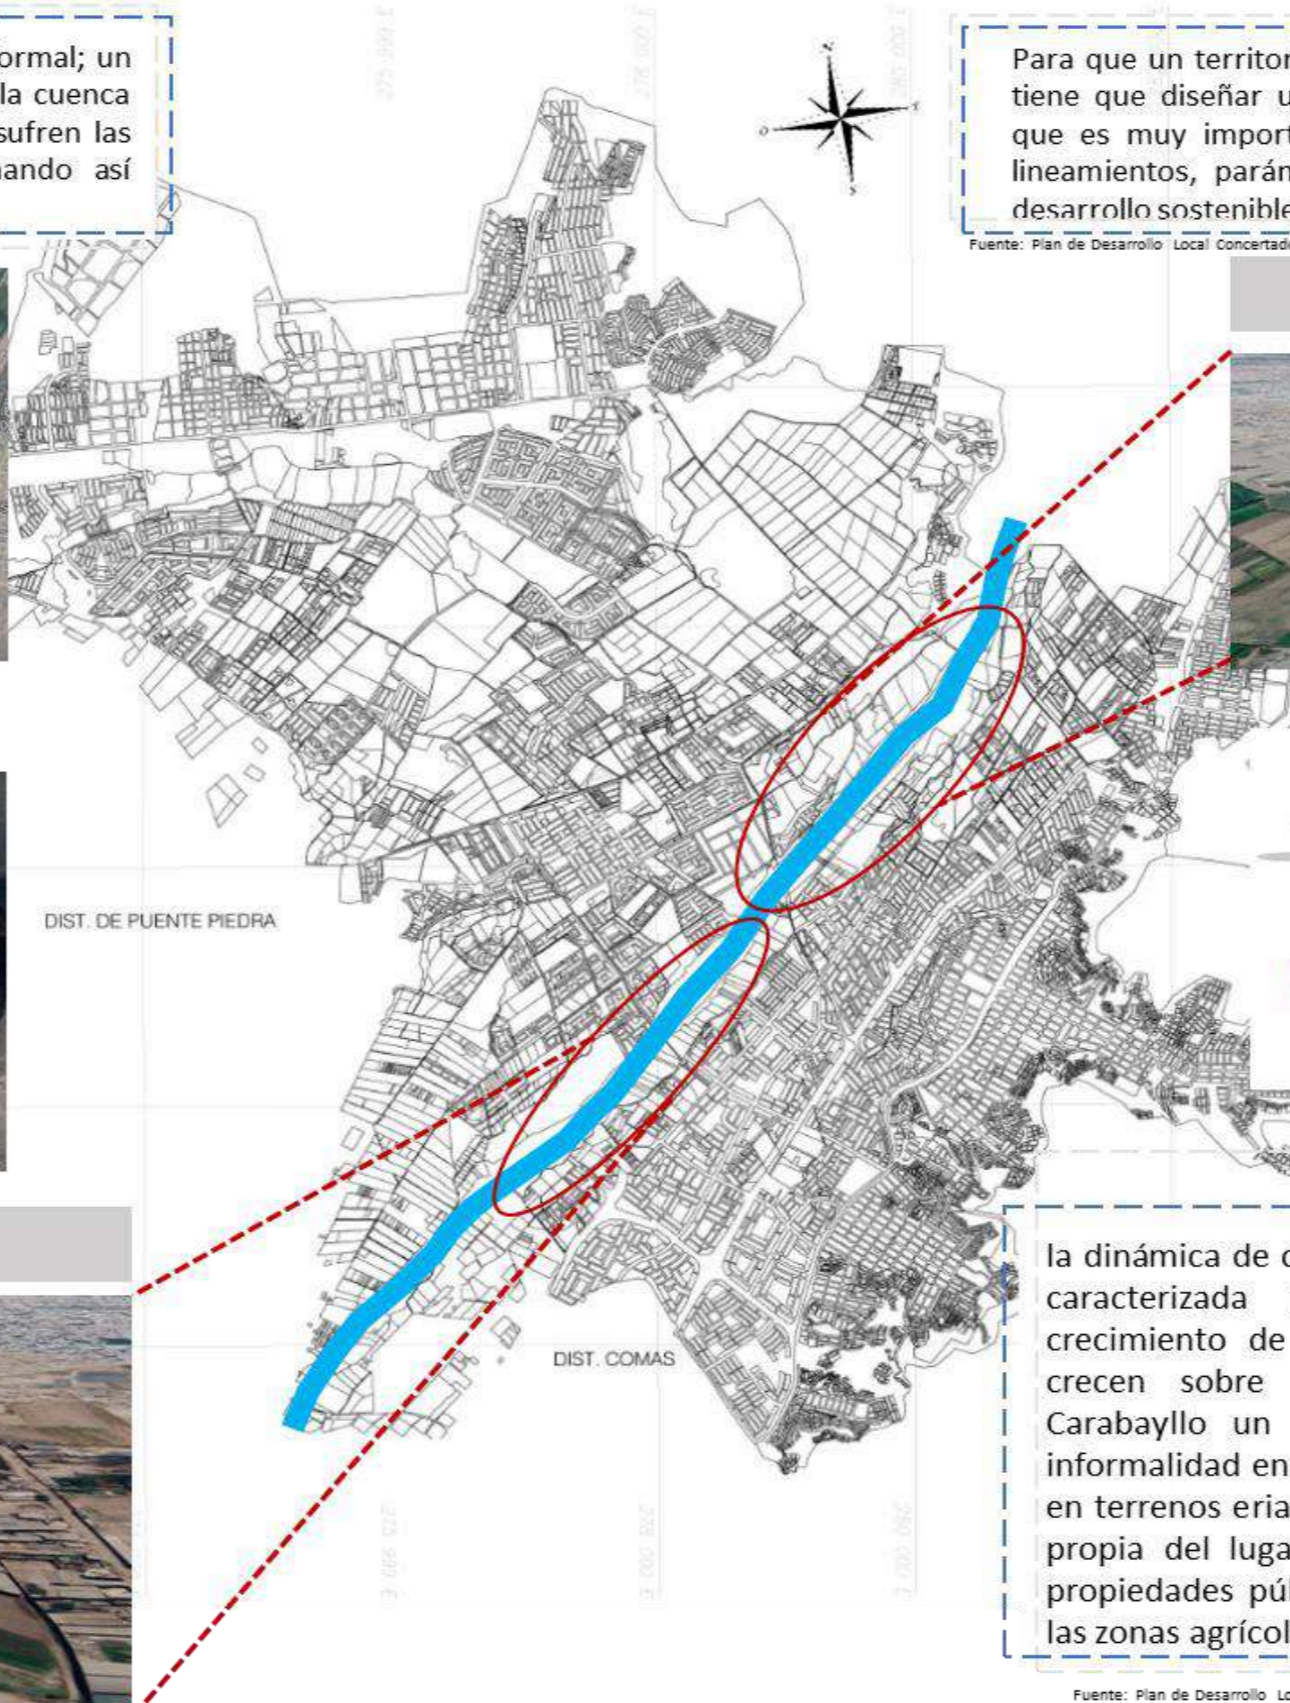 ormal; un
la cuenca
sufren las
nando así
Para que un territor
tiene que diseñar u
que es muy import
lineamientos, parán
desarrollo sostenible
Fuente: Plan de Desarrollo Local Concertado
N
E
O
S
DIST. DE PUENTE PIEDRA
DIST. COMAS
la dinámica de c
caracterizada
crecimiento de
crecen sobre
Carabayllo un
informalidad en
en terrenos eria
propia del luga
propiedades púl
las zonas agrícol
Fuente: Plan de Desarrollo Lo